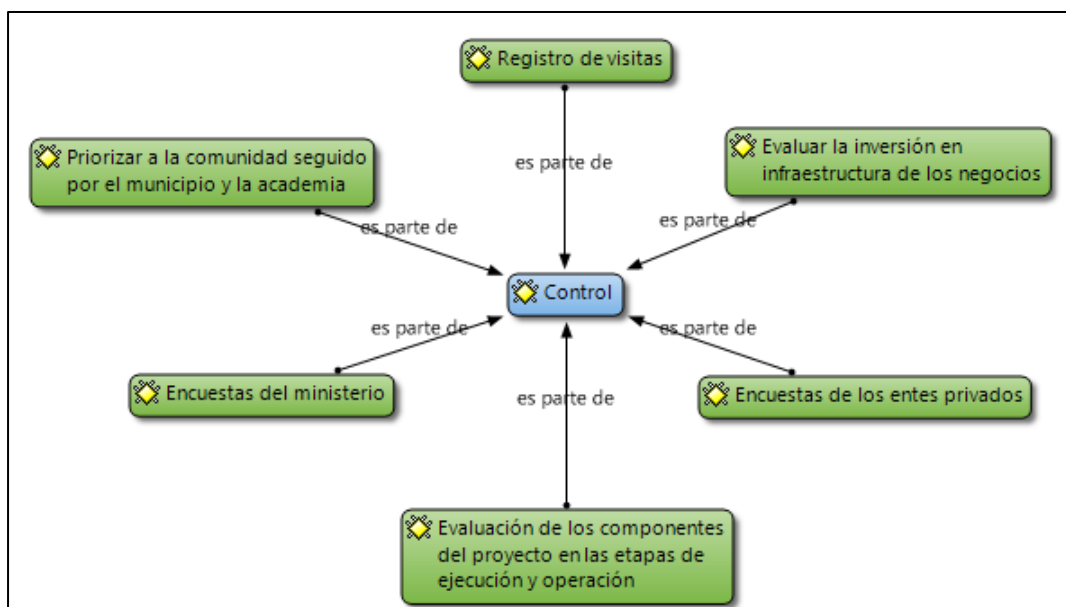 Registro de visitas
Priorizar a la comunidad seguido
por el municipio y la academia
Evaluar la inversión en
infraestructura de los negocios
es parte de
es parte de
es parte de
Control
es parte de
es parte de
Encuestas del ministerio
es parte de
Encuestas de los entes privados
Evaluación de los componentes
del proyecto en las etapas de
ejecución y operación